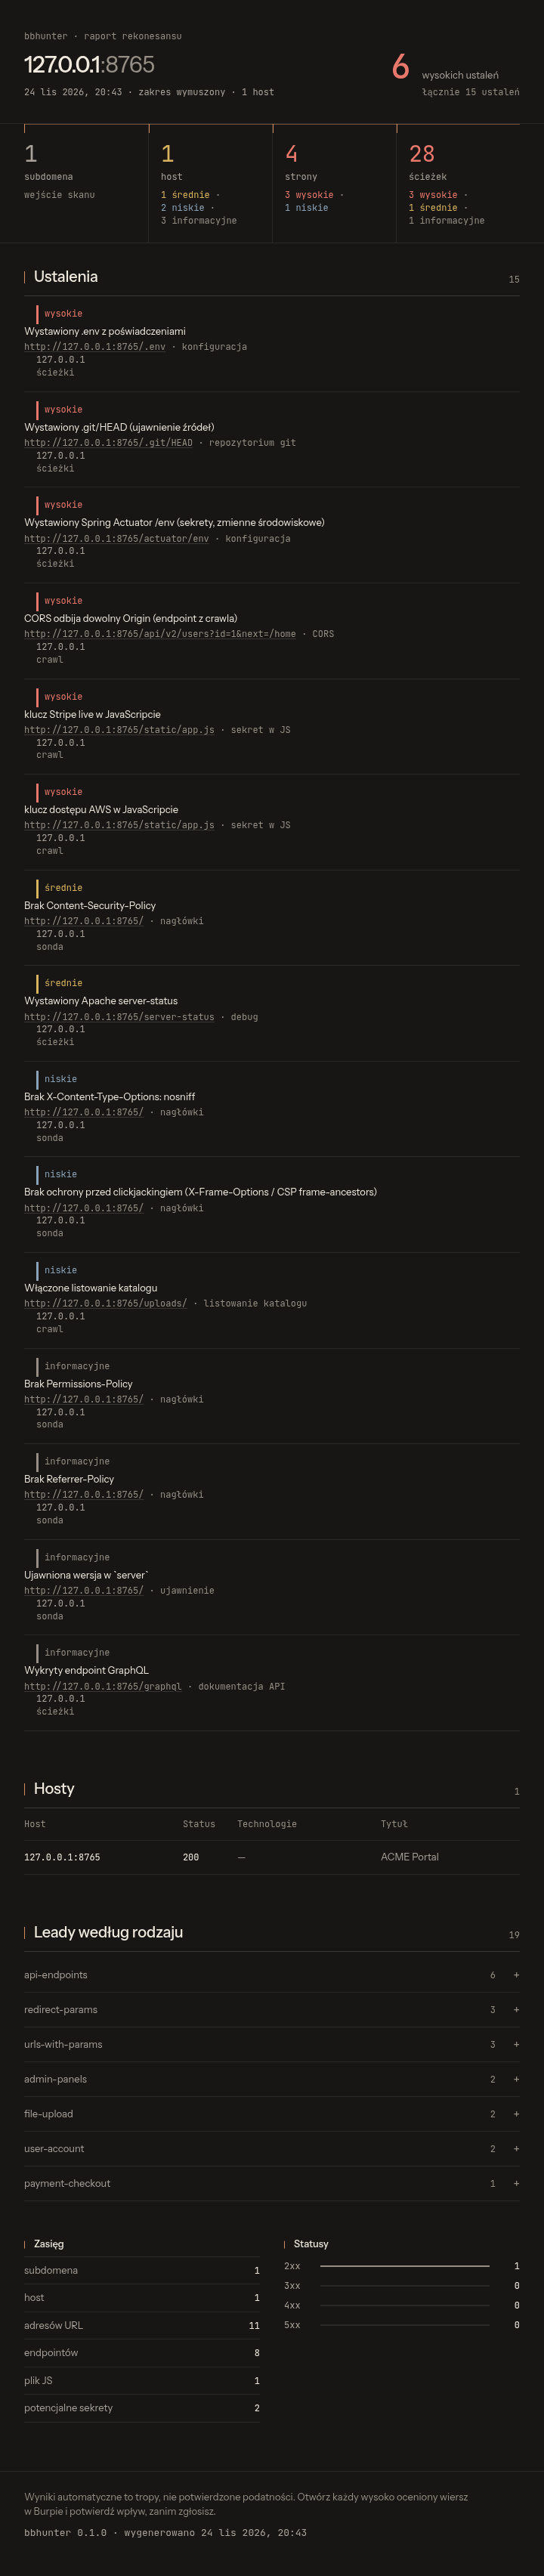 bbhunter · raport rekonesansu
127.0.0.1:8765
24 lis 2026, 20:43 · zakres wymuszony · 1 host
6 wysokich ustaleń
łącznie 15 ustaleń
1
subdomena
wejście skanu
1
host
1 średnie ·
2 niskie ·
3 informacyjne
4
strony
3 wysokie ·
1 niskie
28
ścieżek
3 wysokie ·
1 średnie ·
1 informacyjne
Ustalenia 15
wysokie
Wystawiony .env z poświadczeniami
http://127.0.0.1:8765/.env · konfiguracja
127.0.0.1
ścieżki
wysokie
Wystawiony .git/HEAD (ujawnienie źródeł)
http://127.0.0.1:8765/.git/HEAD · repozytorium git
127.0.0.1
ścieżki
wysokie
Wystawiony Spring Actuator /env (sekrety, zmienne środowiskowe)
http://127.0.0.1:8765/actuator/env · konfiguracja
127.0.0.1
ścieżki
wysokie
CORS odbija dowolny Origin (endpoint z crawla)
http://127.0.0.1:8765/api/v2/users?id=1&next=/home · CORS
127.0.0.1
crawl
wysokie
klucz Stripe live w JavaScripcie
http://127.0.0.1:8765/static/app.js · sekret w JS
127.0.0.1
crawl
wysokie
klucz dostępu AWS w JavaScripcie
http://127.0.0.1:8765/static/app.js · sekret w JS
127.0.0.1
crawl
średnie
Brak Content-Security-Policy
http://127.0.0.1:8765/ · nagłówki
127.0.0.1
sonda
średnie
Wystawiony Apache server-status
http://127.0.0.1:8765/server-status · debug
127.0.0.1
ścieżki
niskie
Brak X-Content-Type-Options: nosniff
http://127.0.0.1:8765/ · nagłówki
127.0.0.1
sonda
niskie
Brak ochrony przed clickjackingiem (X-Frame-Options / CSP frame-ancestors)
http://127.0.0.1:8765/ · nagłówki
127.0.0.1
sonda
niskie
Włączone listowanie katalogu
http://127.0.0.1:8765/uploads/ · listowanie katalogu
127.0.0.1
crawl
informacyjne
Brak Permissions-Policy
http://127.0.0.1:8765/ · nagłówki
127.0.0.1
sonda
informacyjne
Brak Referrer-Policy
http://127.0.0.1:8765/ · nagłówki
127.0.0.1
sonda
informacyjne
Ujawniona wersja w `server`
http://127.0.0.1:8765/ · ujawnienie
127.0.0.1
sonda
informacyjne
Wykryty endpoint GraphQL
http://127.0.0.1:8765/graphql · dokumentacja API
127.0.0.1
ścieżki
Hosty 1
Host Status Technologie Tytuł
127.0.0.1:8765 200 — ACME Portal
Leady według rodzaju 19
api-endpoints 6 +
redirect-params 3 +
urls-with-params 3 +
admin-panels 2 +
file-upload 2 +
user-account 2 +
payment-checkout 1 +
Zasięg
subdomena 1
host 1
adresów URL 11
endpointów 8
plik JS 1
potencjalne sekrety 2
Statusy
2xx 1
3xx 0
4xx 0
5xx 0
Wyniki automatyczne to tropy, nie potwierdzone podatności. Otwórz każdy wysoko oceniony wiersz
w Burpie i potwierdź wpływ, zanim zgłosisz.
bbhunter 0.1.0 · wygenerowano 24 lis 2026, 20:43